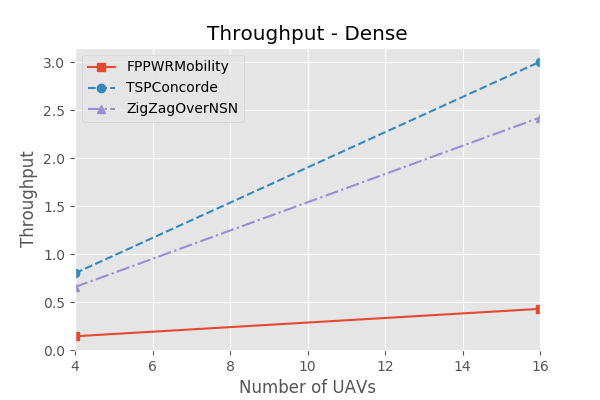 Throughput - Dense
FPPWRMobility
TSPConcorde
ZigZagOverNSN
Throughput
3.0
2.5
2.0
1.5
1.0
0.5
0.0
4 6 8 10 12 14 16
Number of UAVs